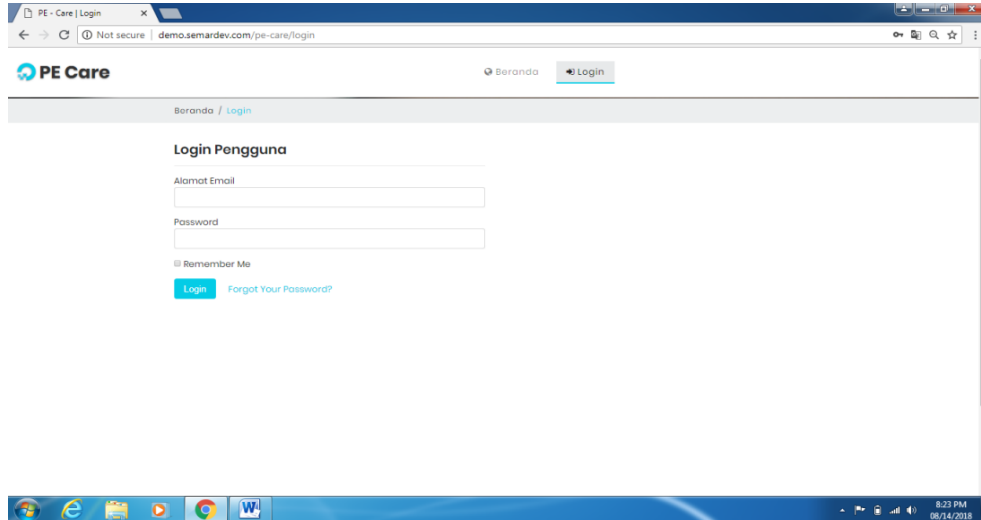 PE - Care | Login
Not secure | demo.semardev.com/pe-care/login
PE Care
Beranda
Login
Beranda / Login
Login Pengguna
Alamat Email
Password
Remember Me
Login Forgot Your Password?
8:23 PM
08/14/2018